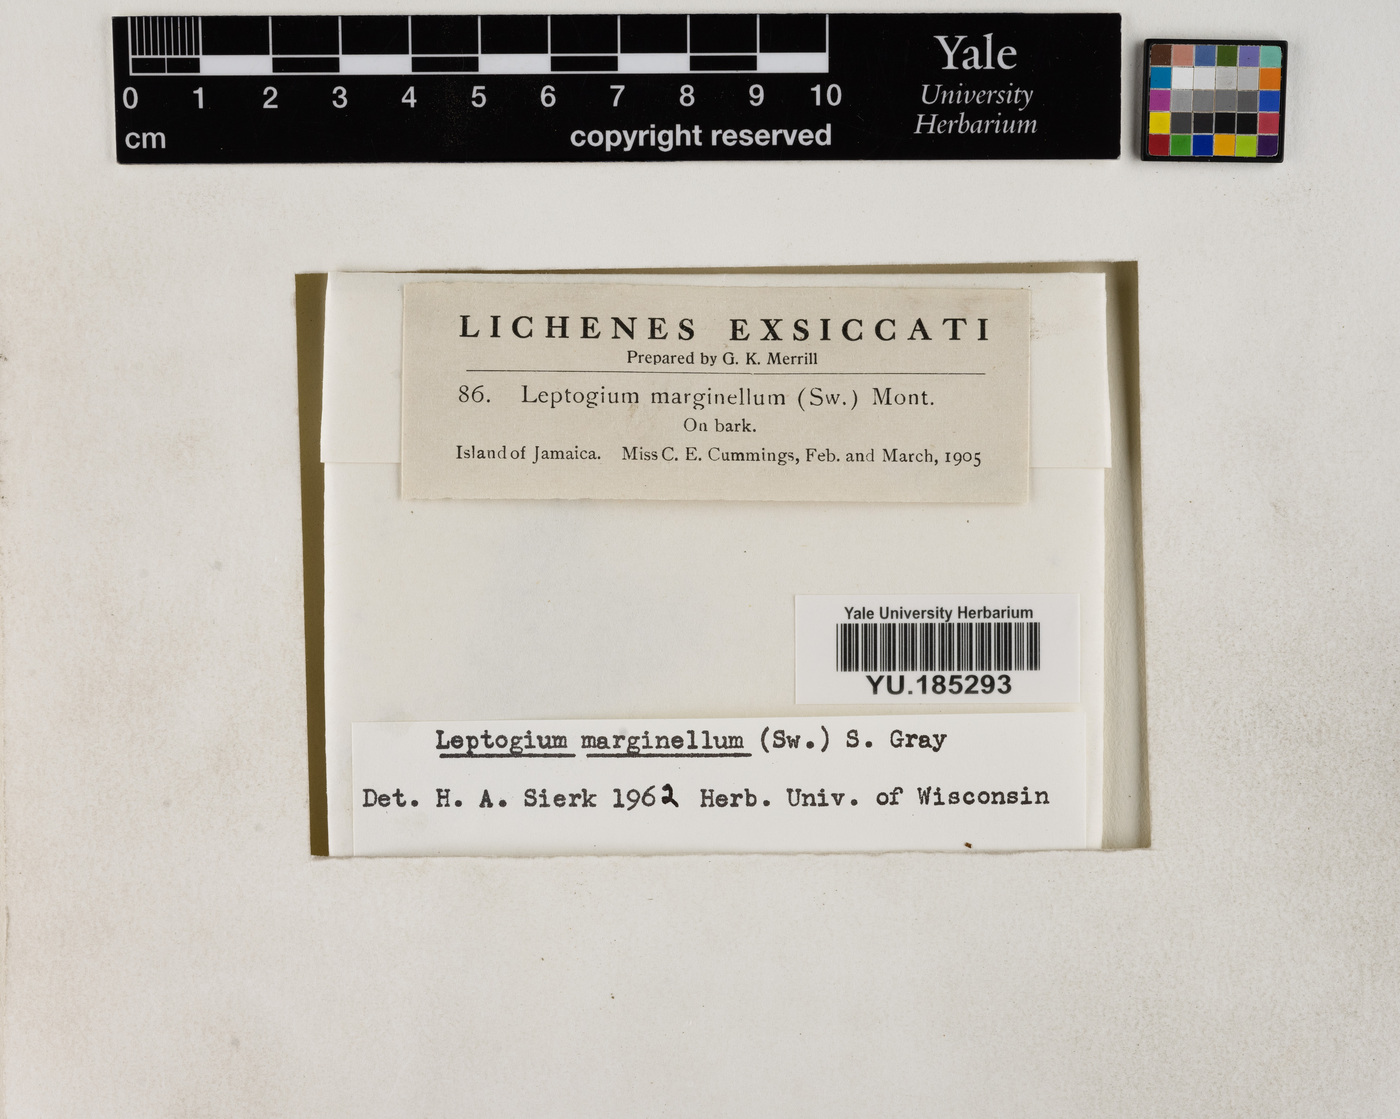 0 1 2 3 4 5 6 7 8 9 10
cm
copyright reserved
Yale
University
Herbarium
LICHENES EXSICCATI
Prepared by G. K. Merrill
86. Leptogium marginellum (Sw.) Mont.
On bark.
Island of Jamaica. Miss C. E. Cummings, Feb. and March, 1905
Yale University Herbarium
YU.185293
Leptogium marginellum (Sw.) S. Gray
Det. H. A. Sierk 1962 Herb. Univ. of Wisconsin